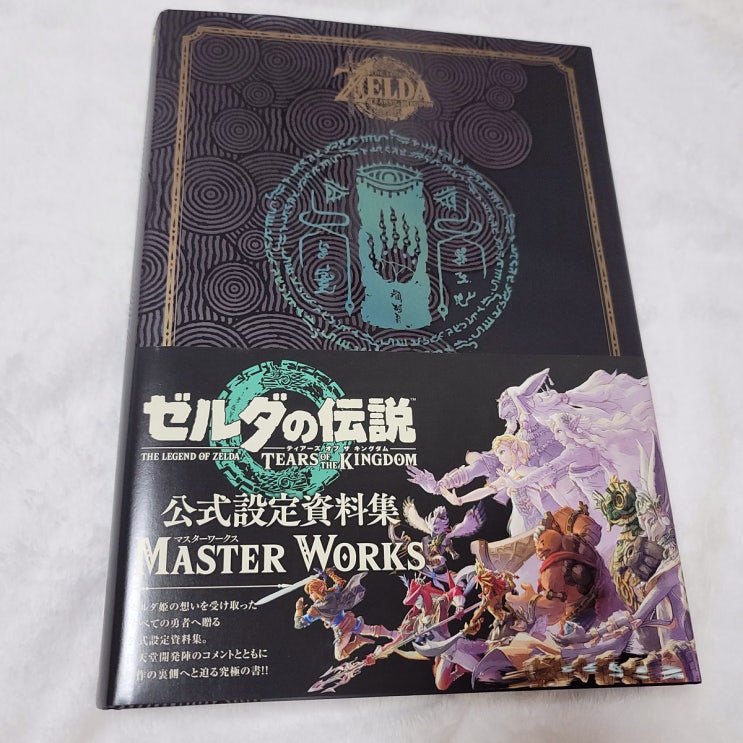 ZELDA
ゼルダの伝説
TM
ティアーズ オブ ザ キングダム
THE LEGEND OF ZELDA
TEARS OF THE KINGDOM
公式設定資料集
マスターワークス
MASTER WORKS
ルダ姫の想いを受け取った
べての勇者へ贈る
式設定資料集。
天堂開発陣のコメントとともに
作の裏側へと迫る究極の書!!